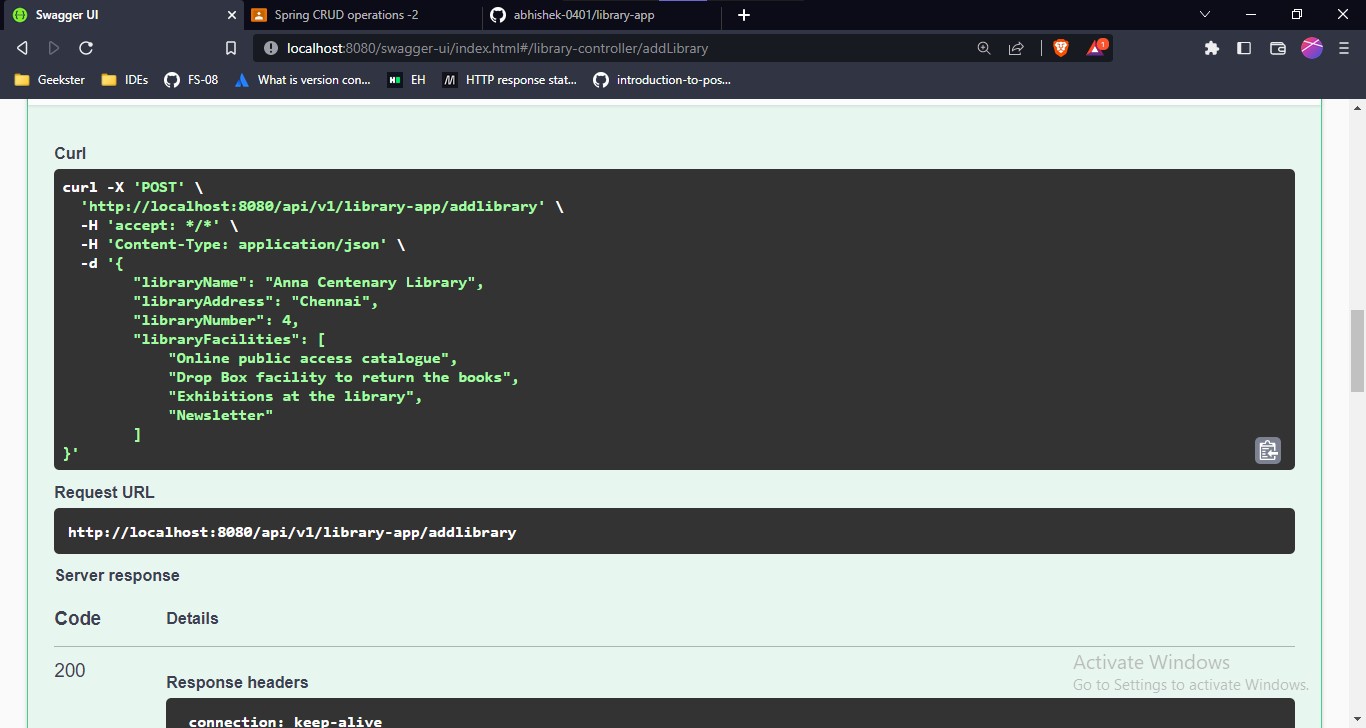 Swagger UI
Spring CRUD operations -2
abhishek-0401/library-app
localhost:8080/swagger-ui/index.html#/library-controller/addLibrary
1
Geekster
IDEs
FS-08
What is version con...
EH
HTTP response stat...
introduction-to-pos...
Curl
curl -X 'POST' \
'http://localhost:8080/api/v1/library-app/addlibrary' \
-H 'accept: */*' \
-H 'Content-Type: application/json' \
-d '{
"libraryName": "Anna Centenary Library",
"libraryAddress": "Chennai",
"libraryNumber": 4,
"libraryFacilities": [
"Online public access catalogue",
"Drop Box facility to return the books",
"Exhibitions at the library",
"Newsletter"
]
}'
Request URL
http://localhost:8080/api/v1/library-app/addlibrary
Server response
Code Details
200
Response headers
connection: keep-alive
Activate Windows
Go to Settings to activate Windows.